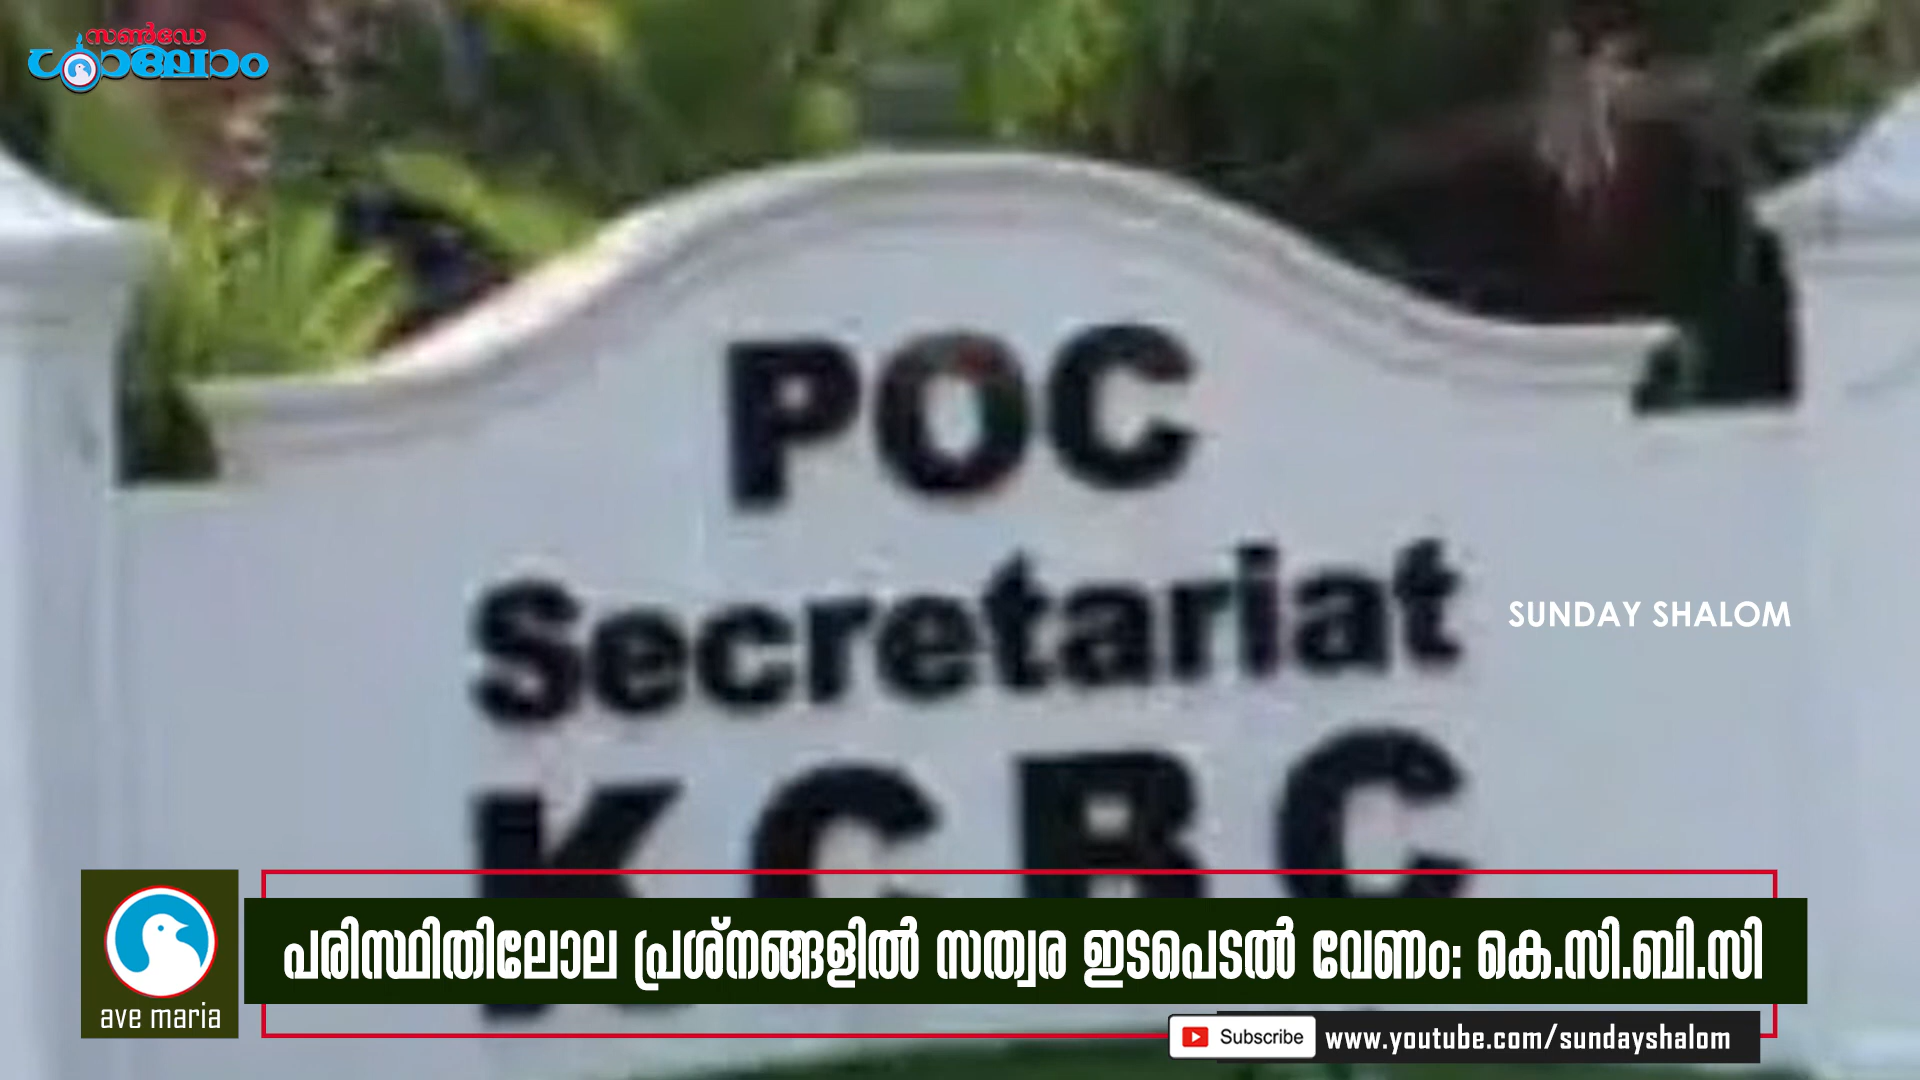 സൺഡേ
ശാലോം
POC
Secretariat
SUNDAY SHALOM
KCBC
പരിസ്ഥിതിലോല പ്രശ്നങ്ങളിൽ സത്വര ഇടപെടൽ വേണം: കെ.സി.ബി.സി
ave maria
Subscribe www.youtube.com/sundayshalom